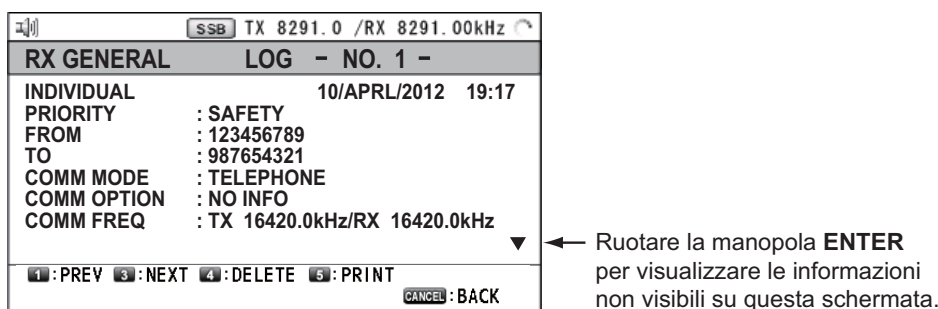 SSB TX 8291.0 /RX 8291.00kHz
RX GENERAL LOG - NO. 1 -
INDIVIDUAL 10/APRL/2012 19:17
PRIORITY : SAFETY
FROM : 123456789
TO : 987654321
COMM MODE : TELEPHONE
COMM OPTION : NO INFO
COMM FREQ : TX 16420.0kHz/RX 16420.0kHz
1 : PREV 3 : NEXT 4 : DELETE 5 : PRINT
CANCEL : BACK
Ruotare la manopola ENTER
per visualizzare le informazioni
non visibili su questa schermata.